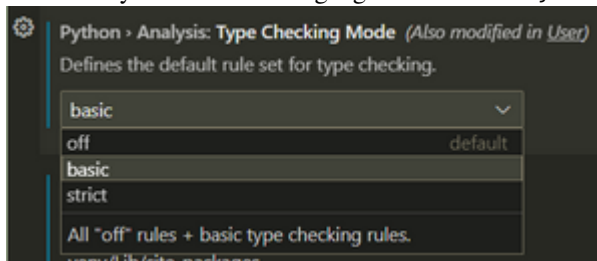 Python › Analysis: Type Checking Mode (Also modified in User)
Defines the default rule set for type checking.
basic
off default
basic
strict
All "off" rules + basic type checking rules.